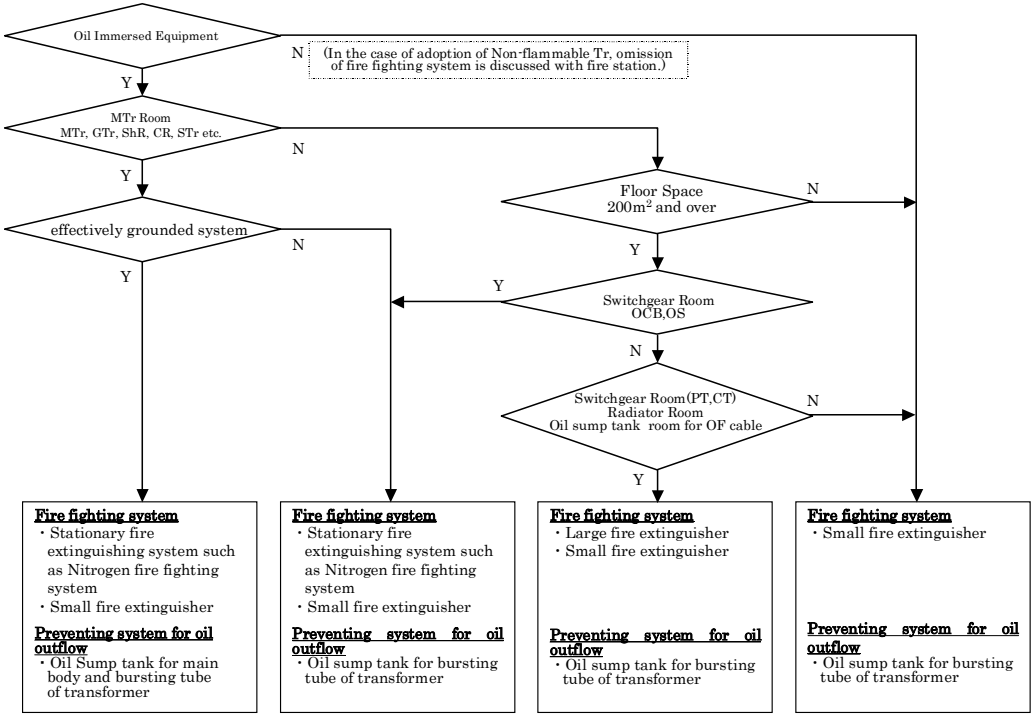 Oil Immersed Equipment
N
(In the case of adoption of Non-flammable Tr, omission
of fire fighting system is discussed with fire station.)
Y
MTr Room
MTr, GTr, ShR, CR, STr etc.
N
Y
Floor Space
200m² and over
N
effectively grounded system
N
Y
Y
Y
Switchgear Room
OCB,OS
N
Switchgear Room(PT,CT)
Radiator Room
Oil sump tank room for OF cable
N
Y
Fire fighting system
・Stationary fire
extinguishing system such
as Nitrogen fire fighting
system
・Small fire extinguisher
Preventing system for oil
outflow
・Oil Sump tank for main
body and bursting tube
of transformer
Fire fighting system
・Stationary fire
extinguishing system such
as Nitrogen fire fighting
system
・Small fire extinguisher
Preventing system for oil
outflow
・Oil sump tank for bursting
tube of transformer
Fire fighting system
・Large fire extinguisher
・Small fire extinguisher
Preventing system for oil
outflow
・Oil sump tank for bursting
tube of transformer
Fire fighting system
・Small fire extinguisher
Preventing system for oil
outflow
・Oil sump tank for bursting
tube of transformer